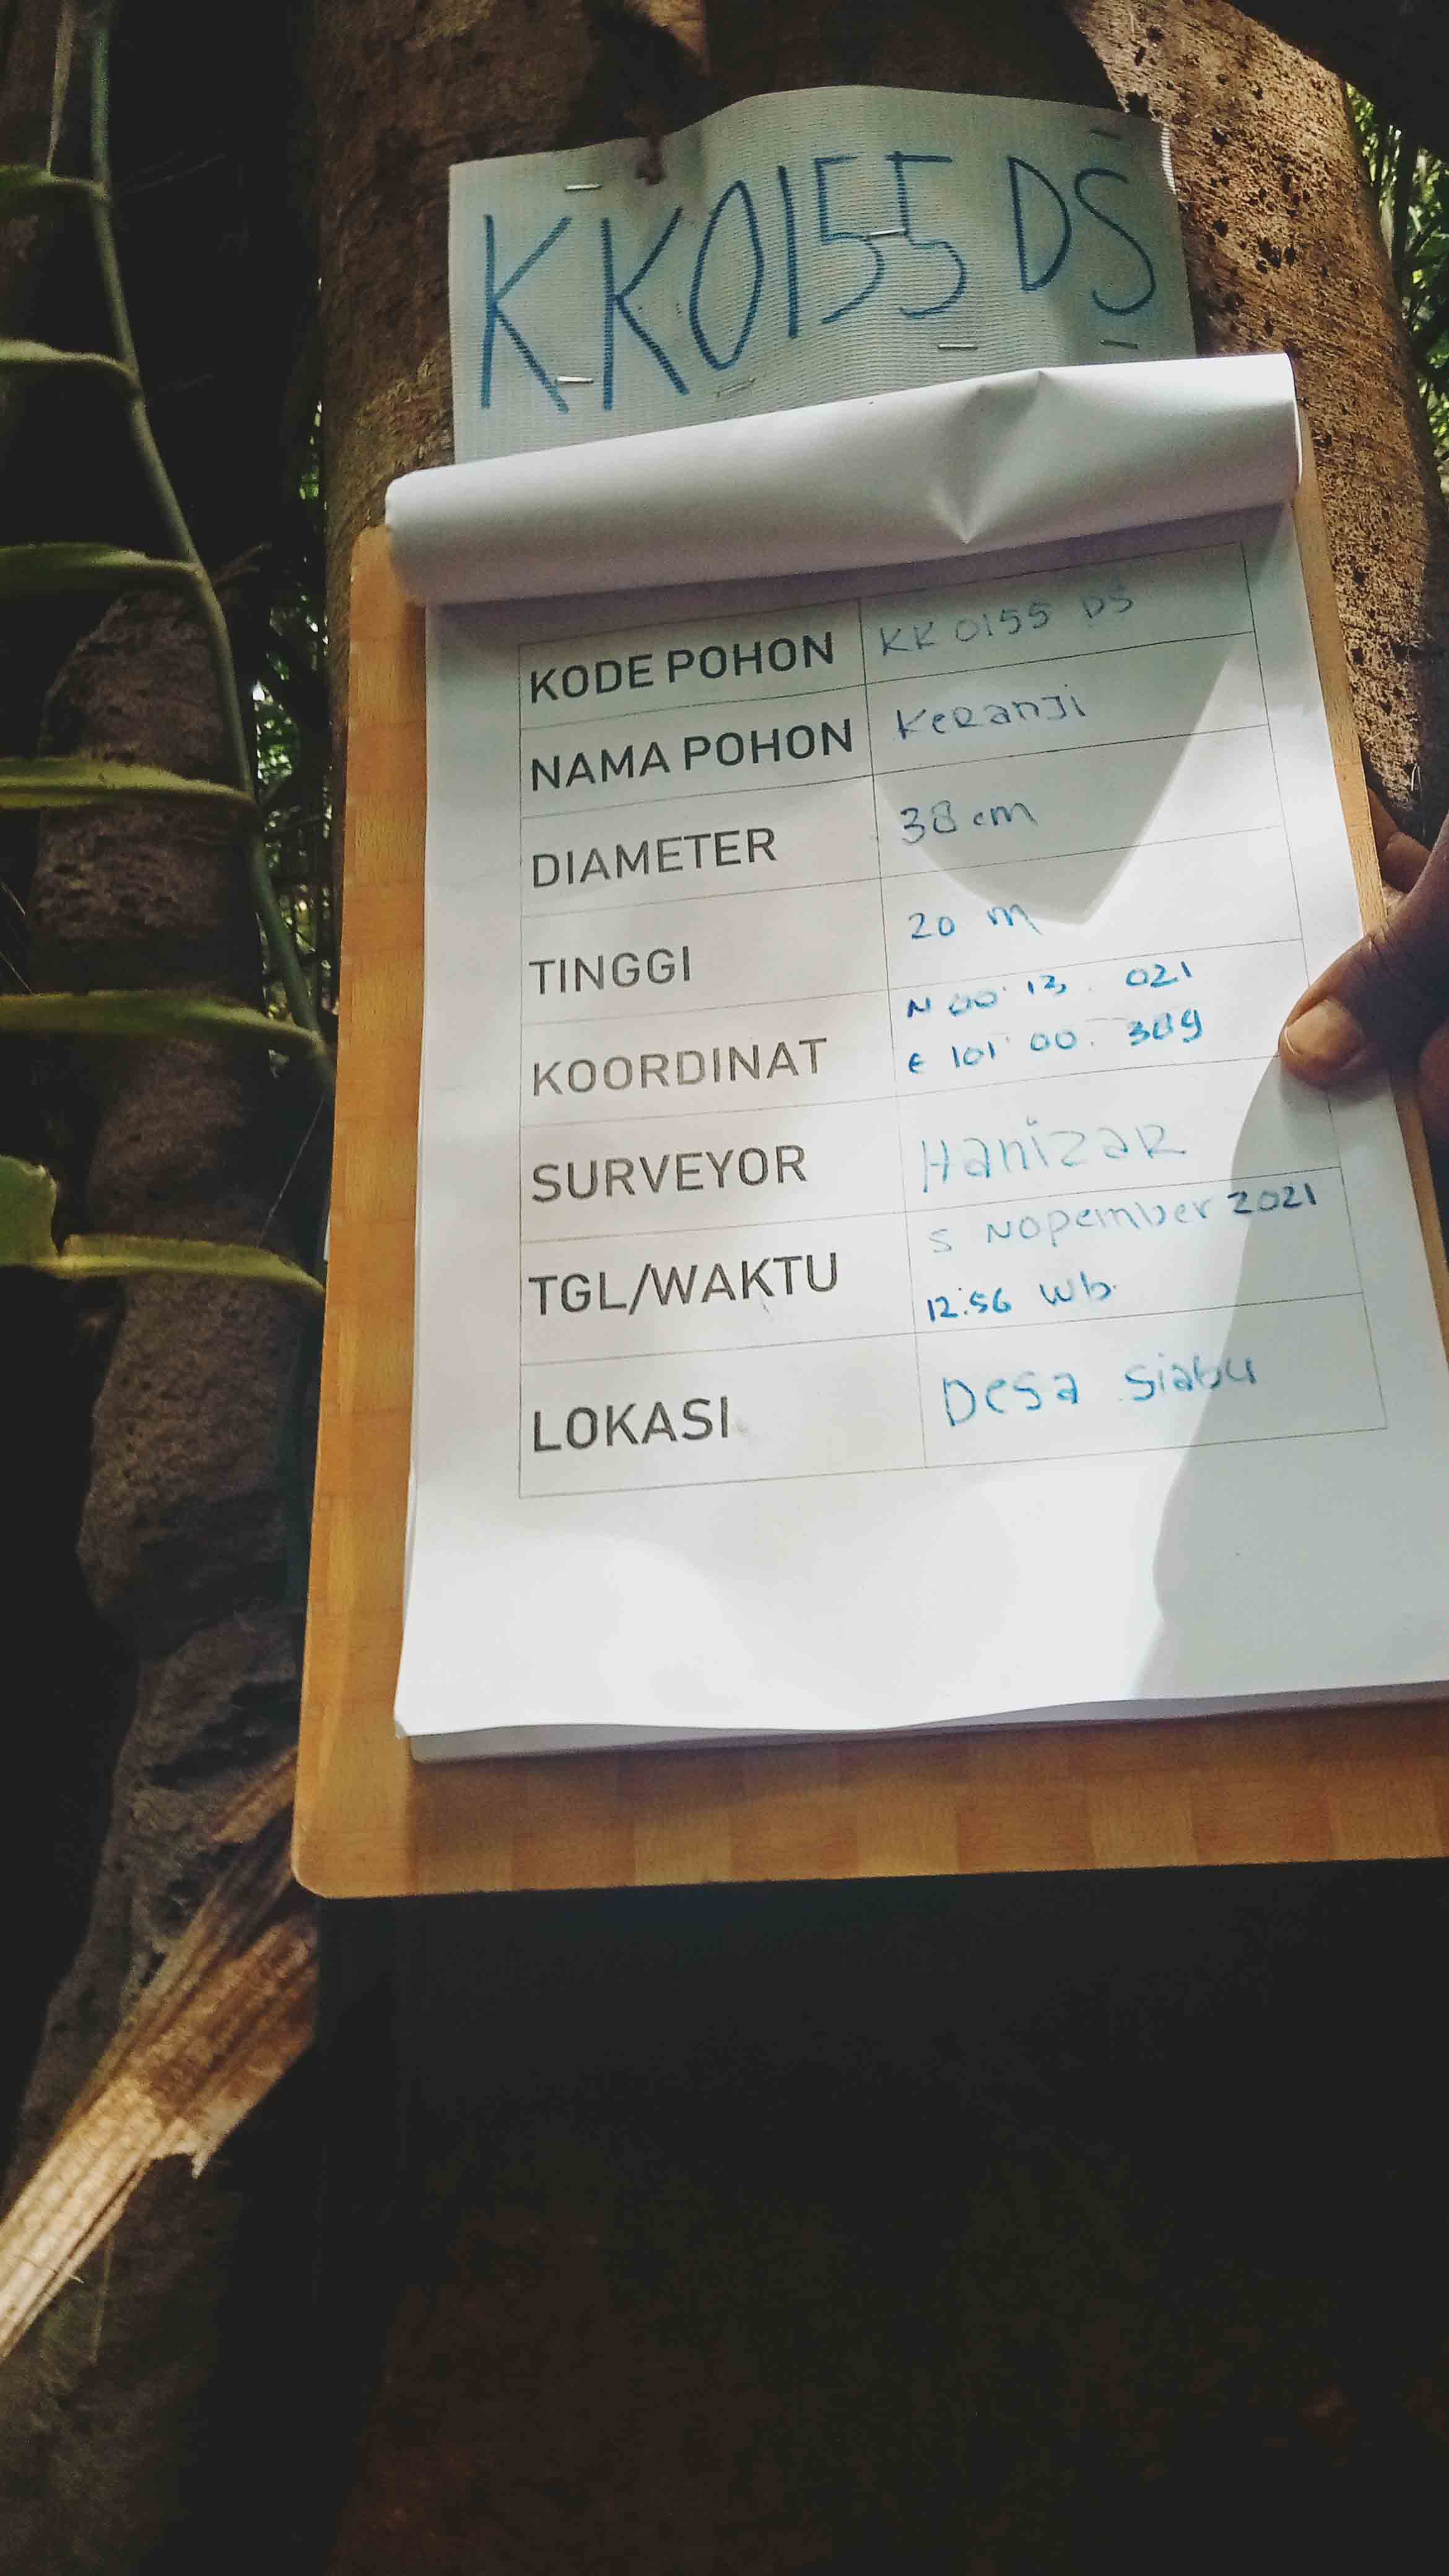 KK0155 DS
KODE POHON KK 0155 DS
NAMA POHON KeRanji
DIAMETER 38 cm
TINGGI 20 m
KOORDINAT N 00° 13. 021
E 101° 00. 389
SURVEYOR HanizaR
TGL/WAKTU 5 Nopember 2021
12:56 Wb.
LOKASI Desa Siabu